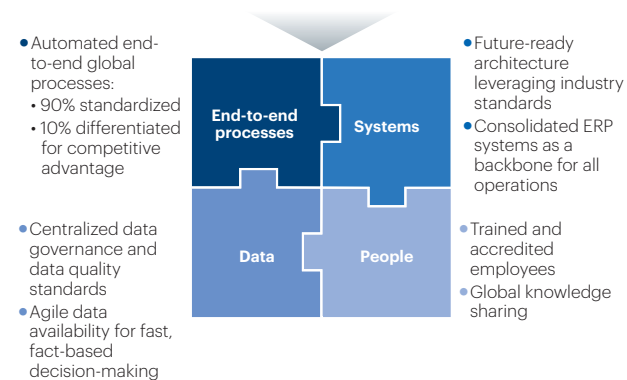 • Automated end-
to-end global
processes:
• 90% standardized
• 10% differentiated
for competitive
advantage
End-to-end
processes
Systems
• Future-ready
architecture
leveraging industry
standards
• Consolidated ERP
systems as a
backbone for all
operations
• Centralized data
governance and
data quality
standards
• Agile data
availability for fast,
fact-based
decision-making
Data
People
• Trained and
accredited
employees
• Global knowledge
sharing